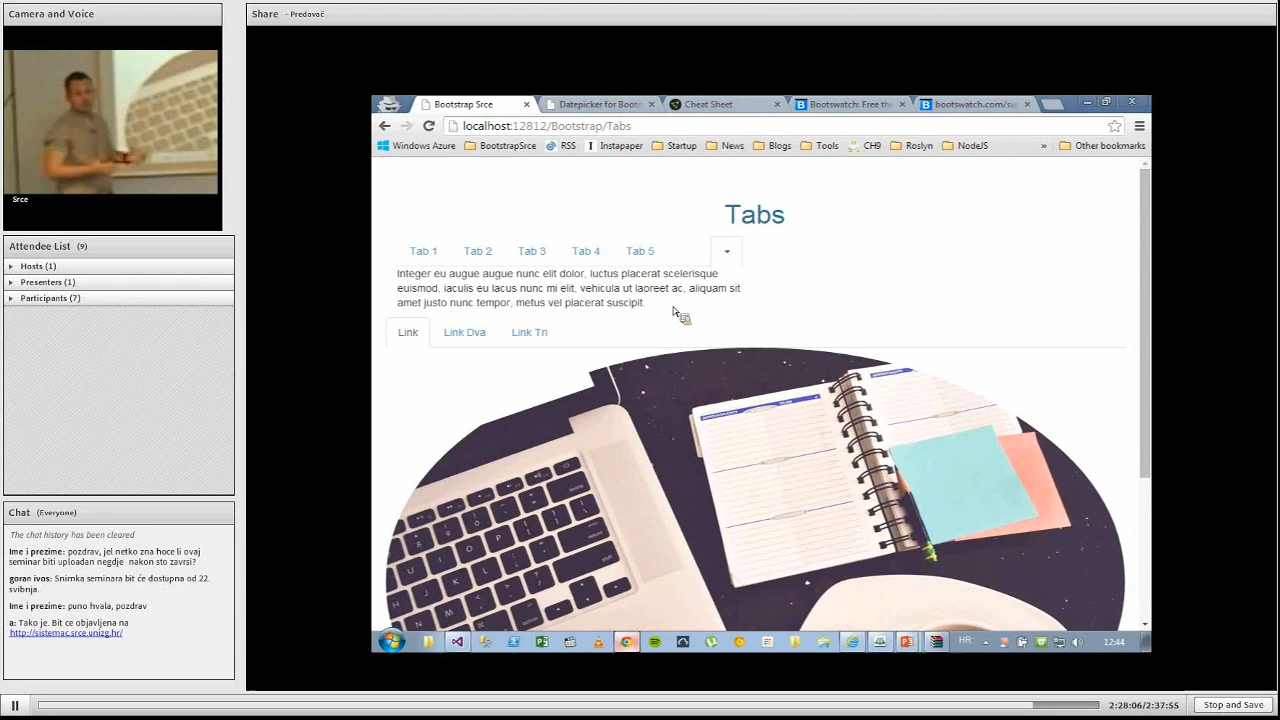 Camera and Voice
Share - Predavač
Srce
Attendee List (9)
Hosts (1)
Presenters (1)
Participants (7)
Chat (Everyone)
The chat history has been cleared
Ime i prezime: pozdrav, jel netko zna hoce li ovaj
seminar biti uploadan negdje nakon sto zavrsi?
goran ivos: Snimka seminara bit će dostupna od 22.
svibnja.
Ime i prezime: puno hvala, pozdrav
a: Tako je. Bit ce objavljena na
http://sistemac.srce.unizg.hr/
Bootstrap Srce
Datepicker for Boots
Cheat Sheet
Bootswatch: Free th
bootswatch.com/su
localhost:12812/Bootstrap/Tabs
Windows Azure
BootstrapSrce
RSS
Instapaper
Startup
News
Blogs
Tools
CH9
Roslyn
NodeJS
»
Other bookmarks
Tabs
Tab 1
Tab 2
Tab 3
Tab 4
Tab 5
Integer eu augue augue nunc elit dolor, luctus placerat scelerisque
euismod, iaculis eu lacus nunc mi elit, vehicula ut laoreet ac, aliquam sit
amet justo nunc tempor, metus vel placerat suscipit.
Link
Link Dva
Link Tri
HR
12:44
2:28:06/2:37:55
Stop and Save